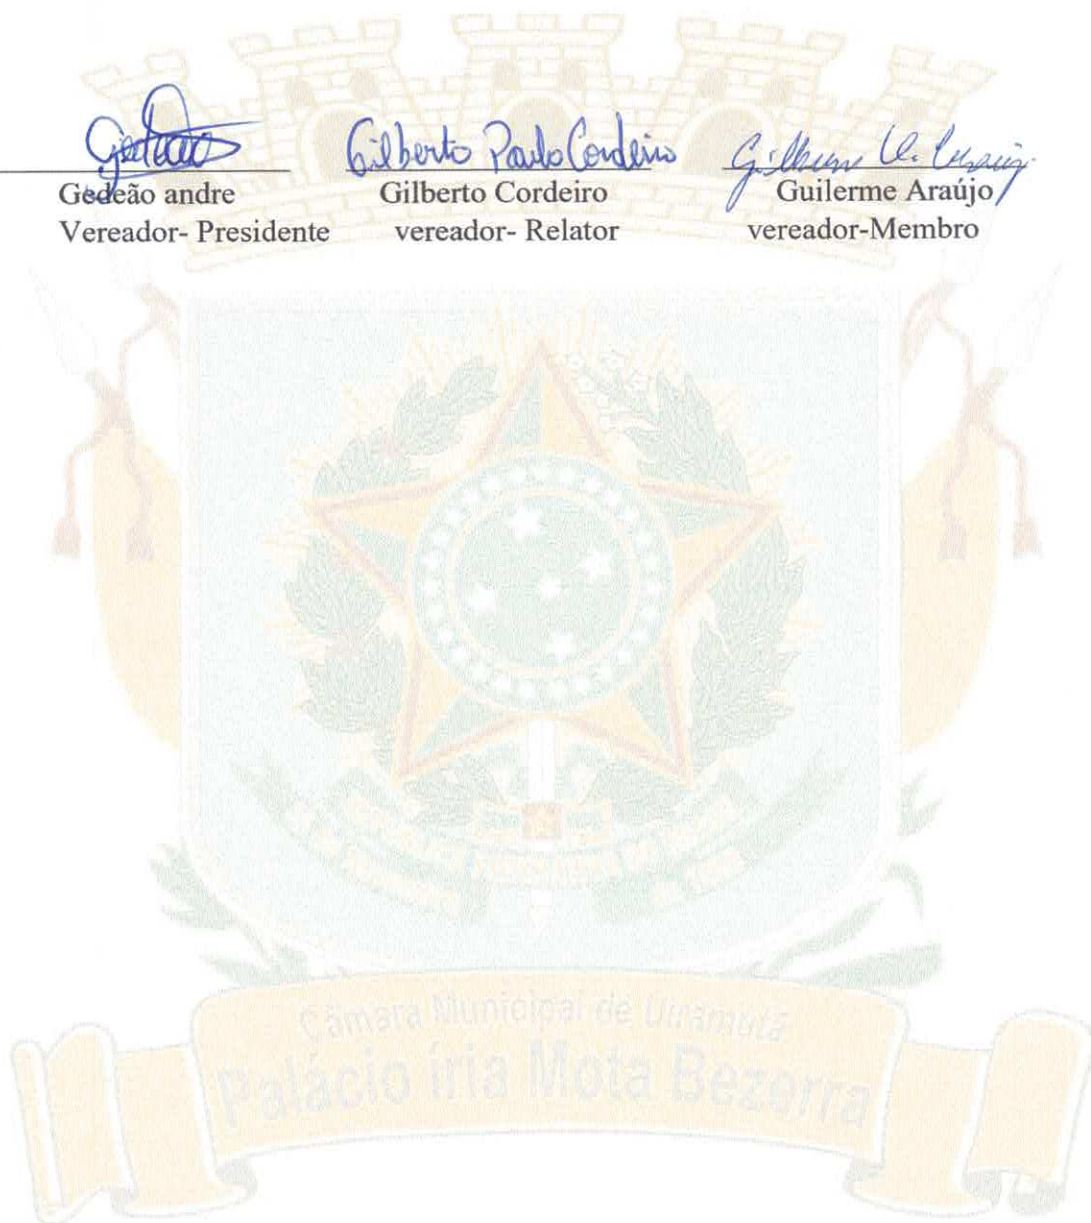 Gilberto Paulo Cordeiro
Gedeão andre Gilberto Cordeiro Guilerme Araújo
Vereador- Presidente vereador- Relator vereador-Membro
Câmara Municipal de Uiramutã
Palácio íria Mota Bezerra